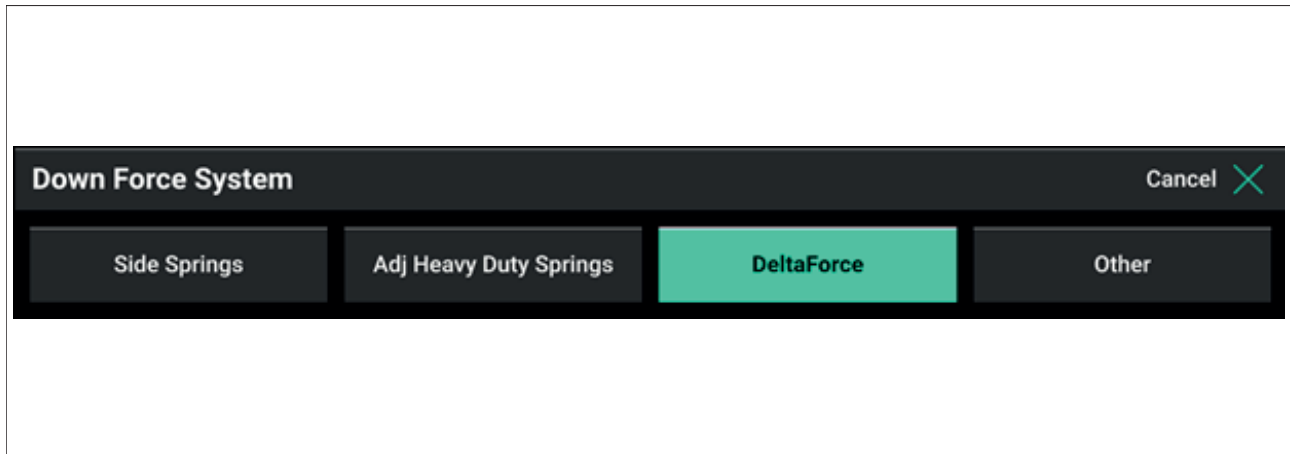 Down Force System Cancel
Side Springs Adj Heavy Duty Springs DeltaForce Other